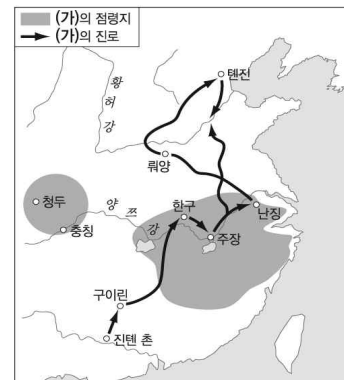 (가)의 점령지
(가)의 진로
톈진
황
허
강
뤄양
청두
충칭
양
쯔
강
한구
난징
주장
구이린
진톈 촌